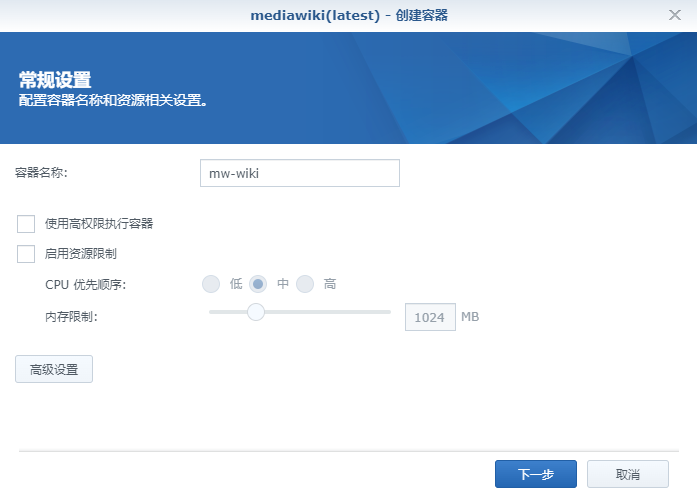 mediawiki(latest) - 创建容器
常规设置
配置容器名称和资源相关设置。
容器名称: mw-wiki
使用高权限执行容器
启用资源限制
CPU 优先顺序: 低 中 高
内存限制: 1024 MB
高级设置
下一步 取消